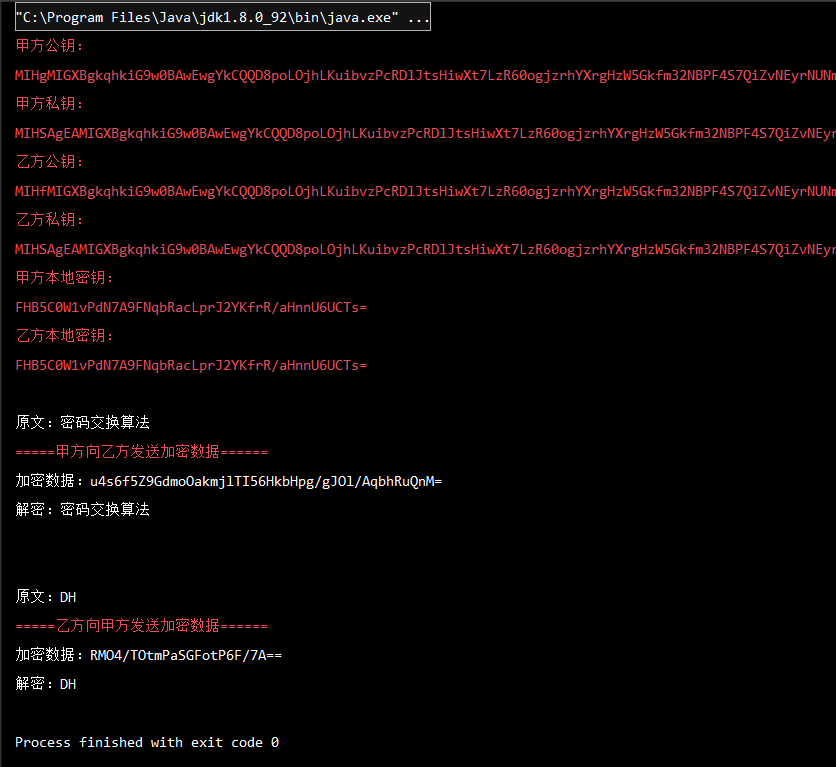 "C:\Program Files\Java\jdk1.8.0_92\bin\java.exe" ...
甲方公钥:
MIHgMIGXBgkqhkiG9w0BAwEwgYkCQQD8poLOjhLKuibvzPcRDlJtsHiwXt7LzR60ogjzrhYXrgHzW5Gkfm32NBPF4S7QiZvNEyrNUNm
甲方私钥:
MIHSAgEAMIGXBgkqhkiG9w0BAwEwgYkCQQD8poLOjhLKuibvzPcRDlJtsHiwXt7LzR60ogjzrhYXrgHzW5Gkfm32NBPF4S7QiZvNEyr
乙方公钥:
MIHfMIGXBgkqhkiG9w0BAwEwgYkCQQD8poLOjhLKuibvzPcRDlJtsHiwXt7LzR60ogjzrhYXrgHzW5Gkfm32NBPF4S7QiZvNEyrNUNm
乙方私钥:
MIHSAgEAMIGXBgkqhkiG9w0BAwEwgYkCQQD8poLOjhLKuibvzPcRDlJtsHiwXt7LzR60ogjzrhYXrgHzW5Gkfm32NBPF4S7QiZvNEyr
甲方本地密钥:
FHB5C0W1vPdN7A9FNqbRacLprJ2YKfrR/aHnnU6UCTs=
乙方本地密钥:
FHB5C0W1vPdN7A9FNqbRacLprJ2YKfrR/aHnnU6UCTs=
原文: 密码交换算法
=====甲方向乙方发送加密数据======
加密数据: u4s6f5Z9GdmoOakmjlTI56HkbHpg/gJOl/AqbhRuQnM=
解密: 密码交换算法
原文: DH
=====乙方向甲方发送加密数据======
加密数据: RMO4/TOtmPaSGFotP6F/7A==
解密: DH
Process finished with exit code 0